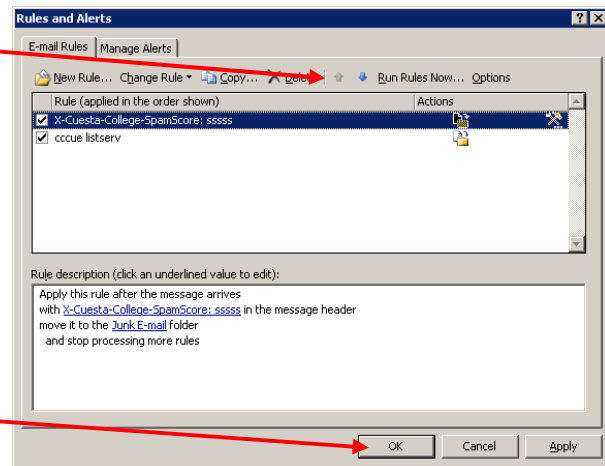 Rules and Alerts
E-mail Rules Manage Alerts
New Rule... Change Rule Copy... Delete Run Rules Now... Options
Rule (applied in the order shown) Actions
X-Cuesta-College-SpamScore: sssss
cccue listserv
Rule description (click an underlined value to edit):
Apply this rule after the message arrives
with X-Cuesta-College-SpamScore: sssss in the message header
move it to the Junk E-mail folder
and stop processing more rules
OK Cancel Apply